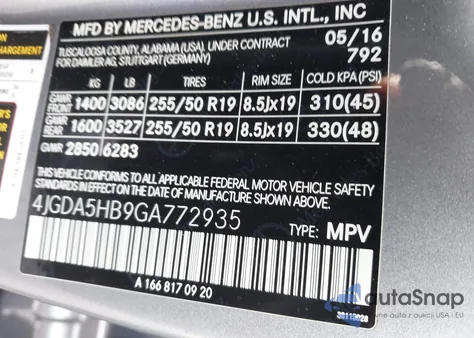 MFD BY MERCEDES-BENZ U.S. INTL., INC
TUSCALOOSA COUNTY, ALABAMA (USA), UNDER CONTRACT
FOR DAIMLER AG, STUTTGART (GERMANY)
05/16
792
KG LB TIRES RIM SIZE COLD KPA(PSI)
GAWR FRONT 1400 3086 255/50 R19 8.5Jx19 310(45)
GAWR REAR 1600 3527 255/50 R19 8.5Jx19 330(48)
GVWR 2850 6283
THIS VEHICLE CONFORMS TO ALL APPLICABLE FEDERAL MOTOR VEHICLE SAFETY
STANDARDS IN EFFECT ON THE DATE OF MANUFACTURE SHOWN ABOVE.
4JGDA5HB9GA772935
TYPE: MPV
A 166 817 09 20
autaSnap
z aukcji USA i EU